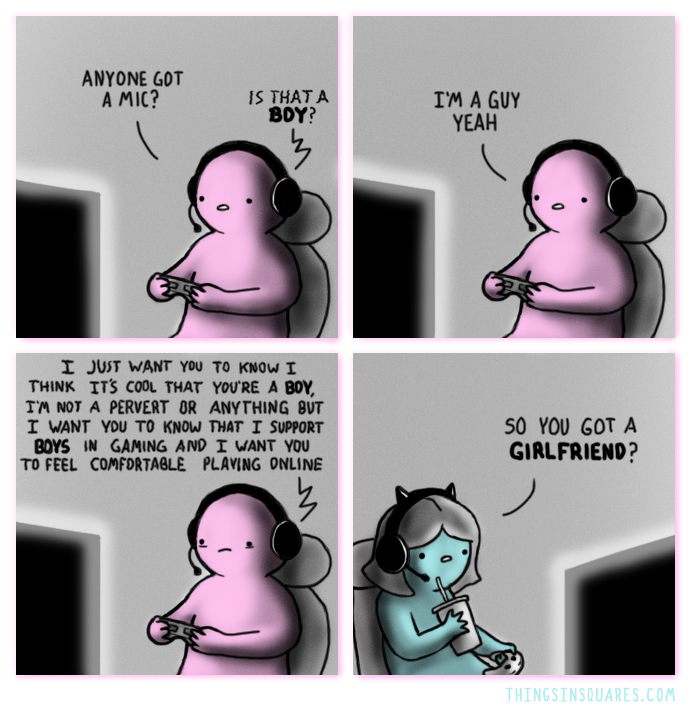 ANYONE GOT
A MIC?
IS THAT A
BOY?
I'M A GUY
YEAH
I JUST WANT YOU TO KNOW I
THINK IT'S COOL THAT YOU'RE A BOY,
I'M NOT A PERVERT OR ANYTHING BUT
I WANT YOU TO KNOW THAT I SUPPORT
BOYS IN GAMING AND I WANT YOU
TO FEEL COMFORTABLE PLAYING ONLINE
SO YOU GOT A
GIRLFRIEND?
THINGSINSQUARES.COM